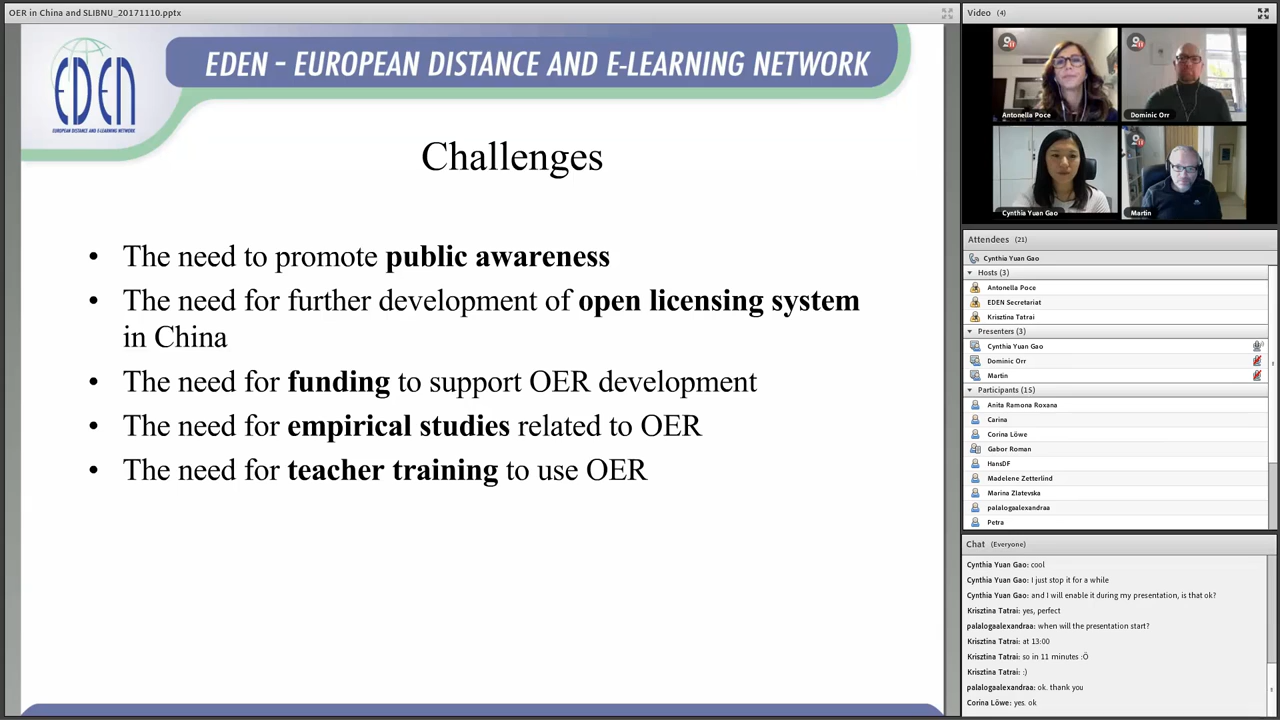 OER in China and SLIBNU_20171110.pptx
EDEN
EUROPEAN DISTANCE AND E-LEARNING NETWORK
EDEN – EUROPEAN DISTANCE AND E-LEARNING NETWORK
Challenges
• The need to promote public awareness
• The need for further development of open licensing system
in China
• The need for funding to support OER development
• The need for empirical studies related to OER
• The need for teacher training to use OER
Video (4)
Antonella Poce
Dominic Orr
Cynthia Yuan Gao
Martin
Attendees (21)
Cynthia Yuan Gao
Hosts (3)
Antonella Poce
EDEN Secretariat
Krisztina Tatrai
Presenters (3)
Cynthia Yuan Gao
Dominic Orr
Martin
Participants (15)
Anita Ramona Roxana
Carina
Corina Löwe
Gabor Roman
HansDF
Madelene Zetterlind
Marina Zlatevska
palalogaalexandraa
Petra
Chat (Everyone)
Cynthia Yuan Gao: cool
Cynthia Yuan Gao: I just stop it for a while
Cynthia Yuan Gao: and I will enable it during my presentation, is that ok?
Krisztina Tatrai: yes, perfect
palalogaalexandraa: when will the presentation start?
Krisztina Tatrai: at 13:00
Krisztina Tatrai: so in 11 minutes :Ö
Krisztina Tatrai: :)
palalogaalexandraa: ok. thank you
Corina Löwe: yes. ok